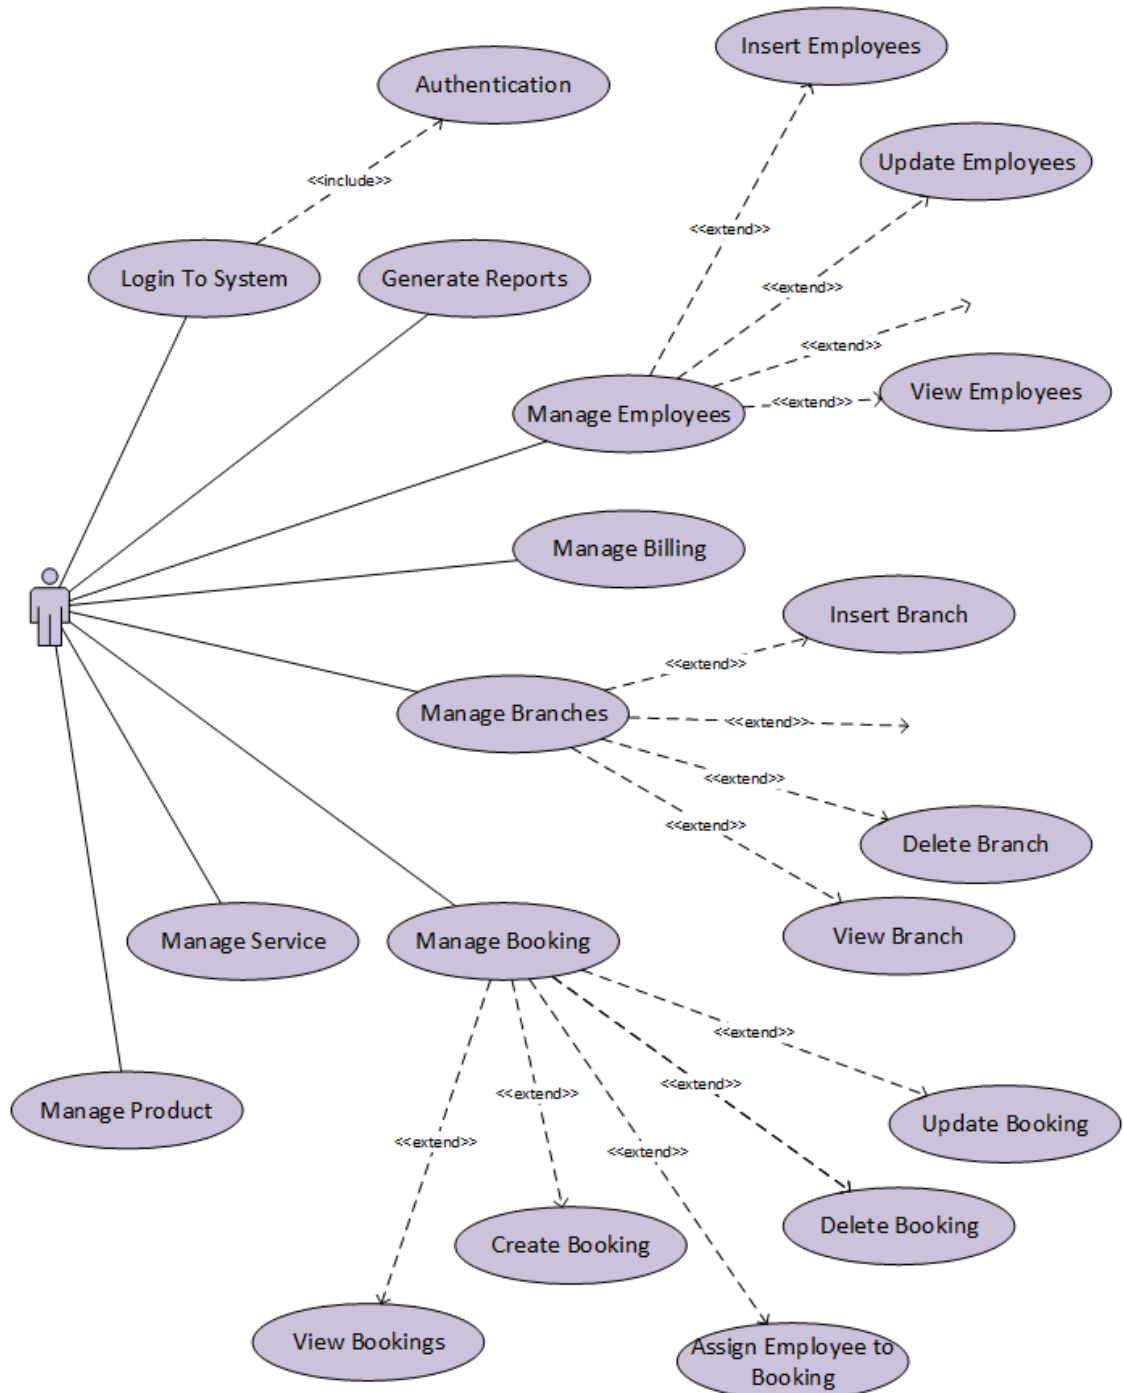 Insert Employees
Authentication
Update Employees
<<include>>
<<extend>>
Login To System
Generate Reports
<<extend>>
<<extend>>
View Employees
<<extend>>
Manage Employees
Manage Billing
Insert Branch
<<extend>>
Manage Branches
<<extend>>
<<extend>>
<<extend>>
Delete Branch
View Branch
Manage Service
Manage Booking
<<extend>>
<<extend>>
<<extend>>
Manage Product
Update Booking
<<extend>>
<<extend>>
Delete Booking
Create Booking
View Bookings
Assign Employee to
Booking